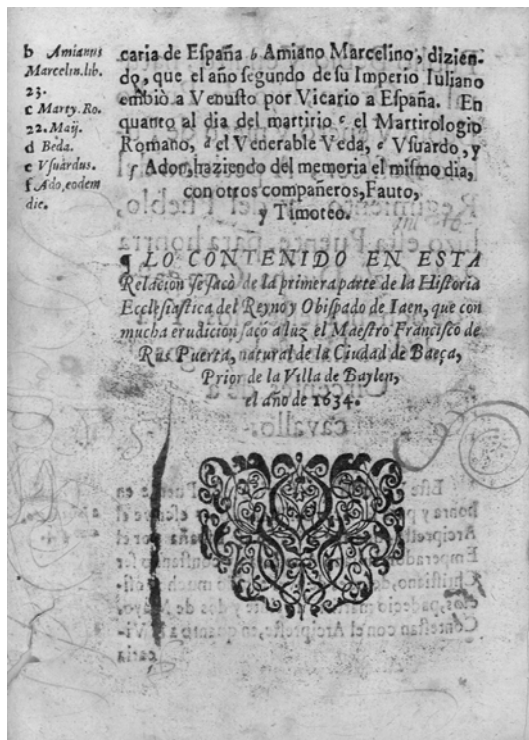 b Amianus
Marcelin.lib.
23.
c Marty. Ro.
22. Maij.
d Beda.
e Vsuardus.
f Ado, eodem
die.
caria de España b Amiano Marcelino, dizien-
do, que el año segundo de su Imperio Iuliano
embiò a Venusto por Vicario a España. En
quanto al dia del martirio c el Martirologio
Romano, d el Venerable Veda, e Vsuardo, y
f Adon, haziendo del memoria el mismo dia,
con otros compañeros, Fauto,
y Timoteo.
¶ LO CONTENIDO EN ESTA
Relacion se sacò de la primera parte de la Historia
Ecclesiastica del Reyno y Obispado de Iaen, que con
mucha erudicion saco a luz el Maestro Francisco de
Rus Puerta, natural de la Ciudad de Baeça,
Prior de la Villa de Baylen,
el año de 1634.